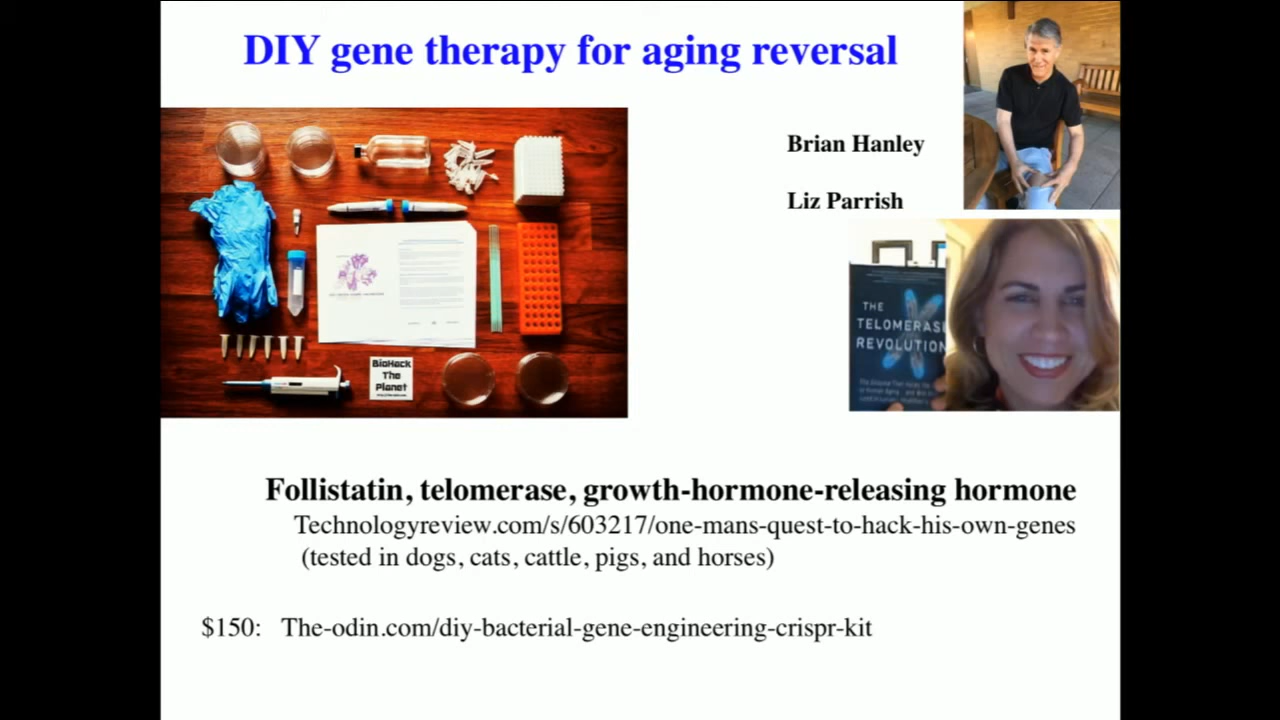 DIY gene therapy for aging reversal
Brian Hanley
Liz Parrish
THE
TELOMERAS
REVOLUTION
BioHack
The
Planet
Follistatin, telomerase, growth-hormone-releasing hormone
Technologyreview.com/s/603217/one-mans-quest-to-hack-his-own-genes
(tested in dogs, cats, cattle, pigs, and horses)
$150: The-odin.com/diy-bacterial-gene-engineering-crispr-kit